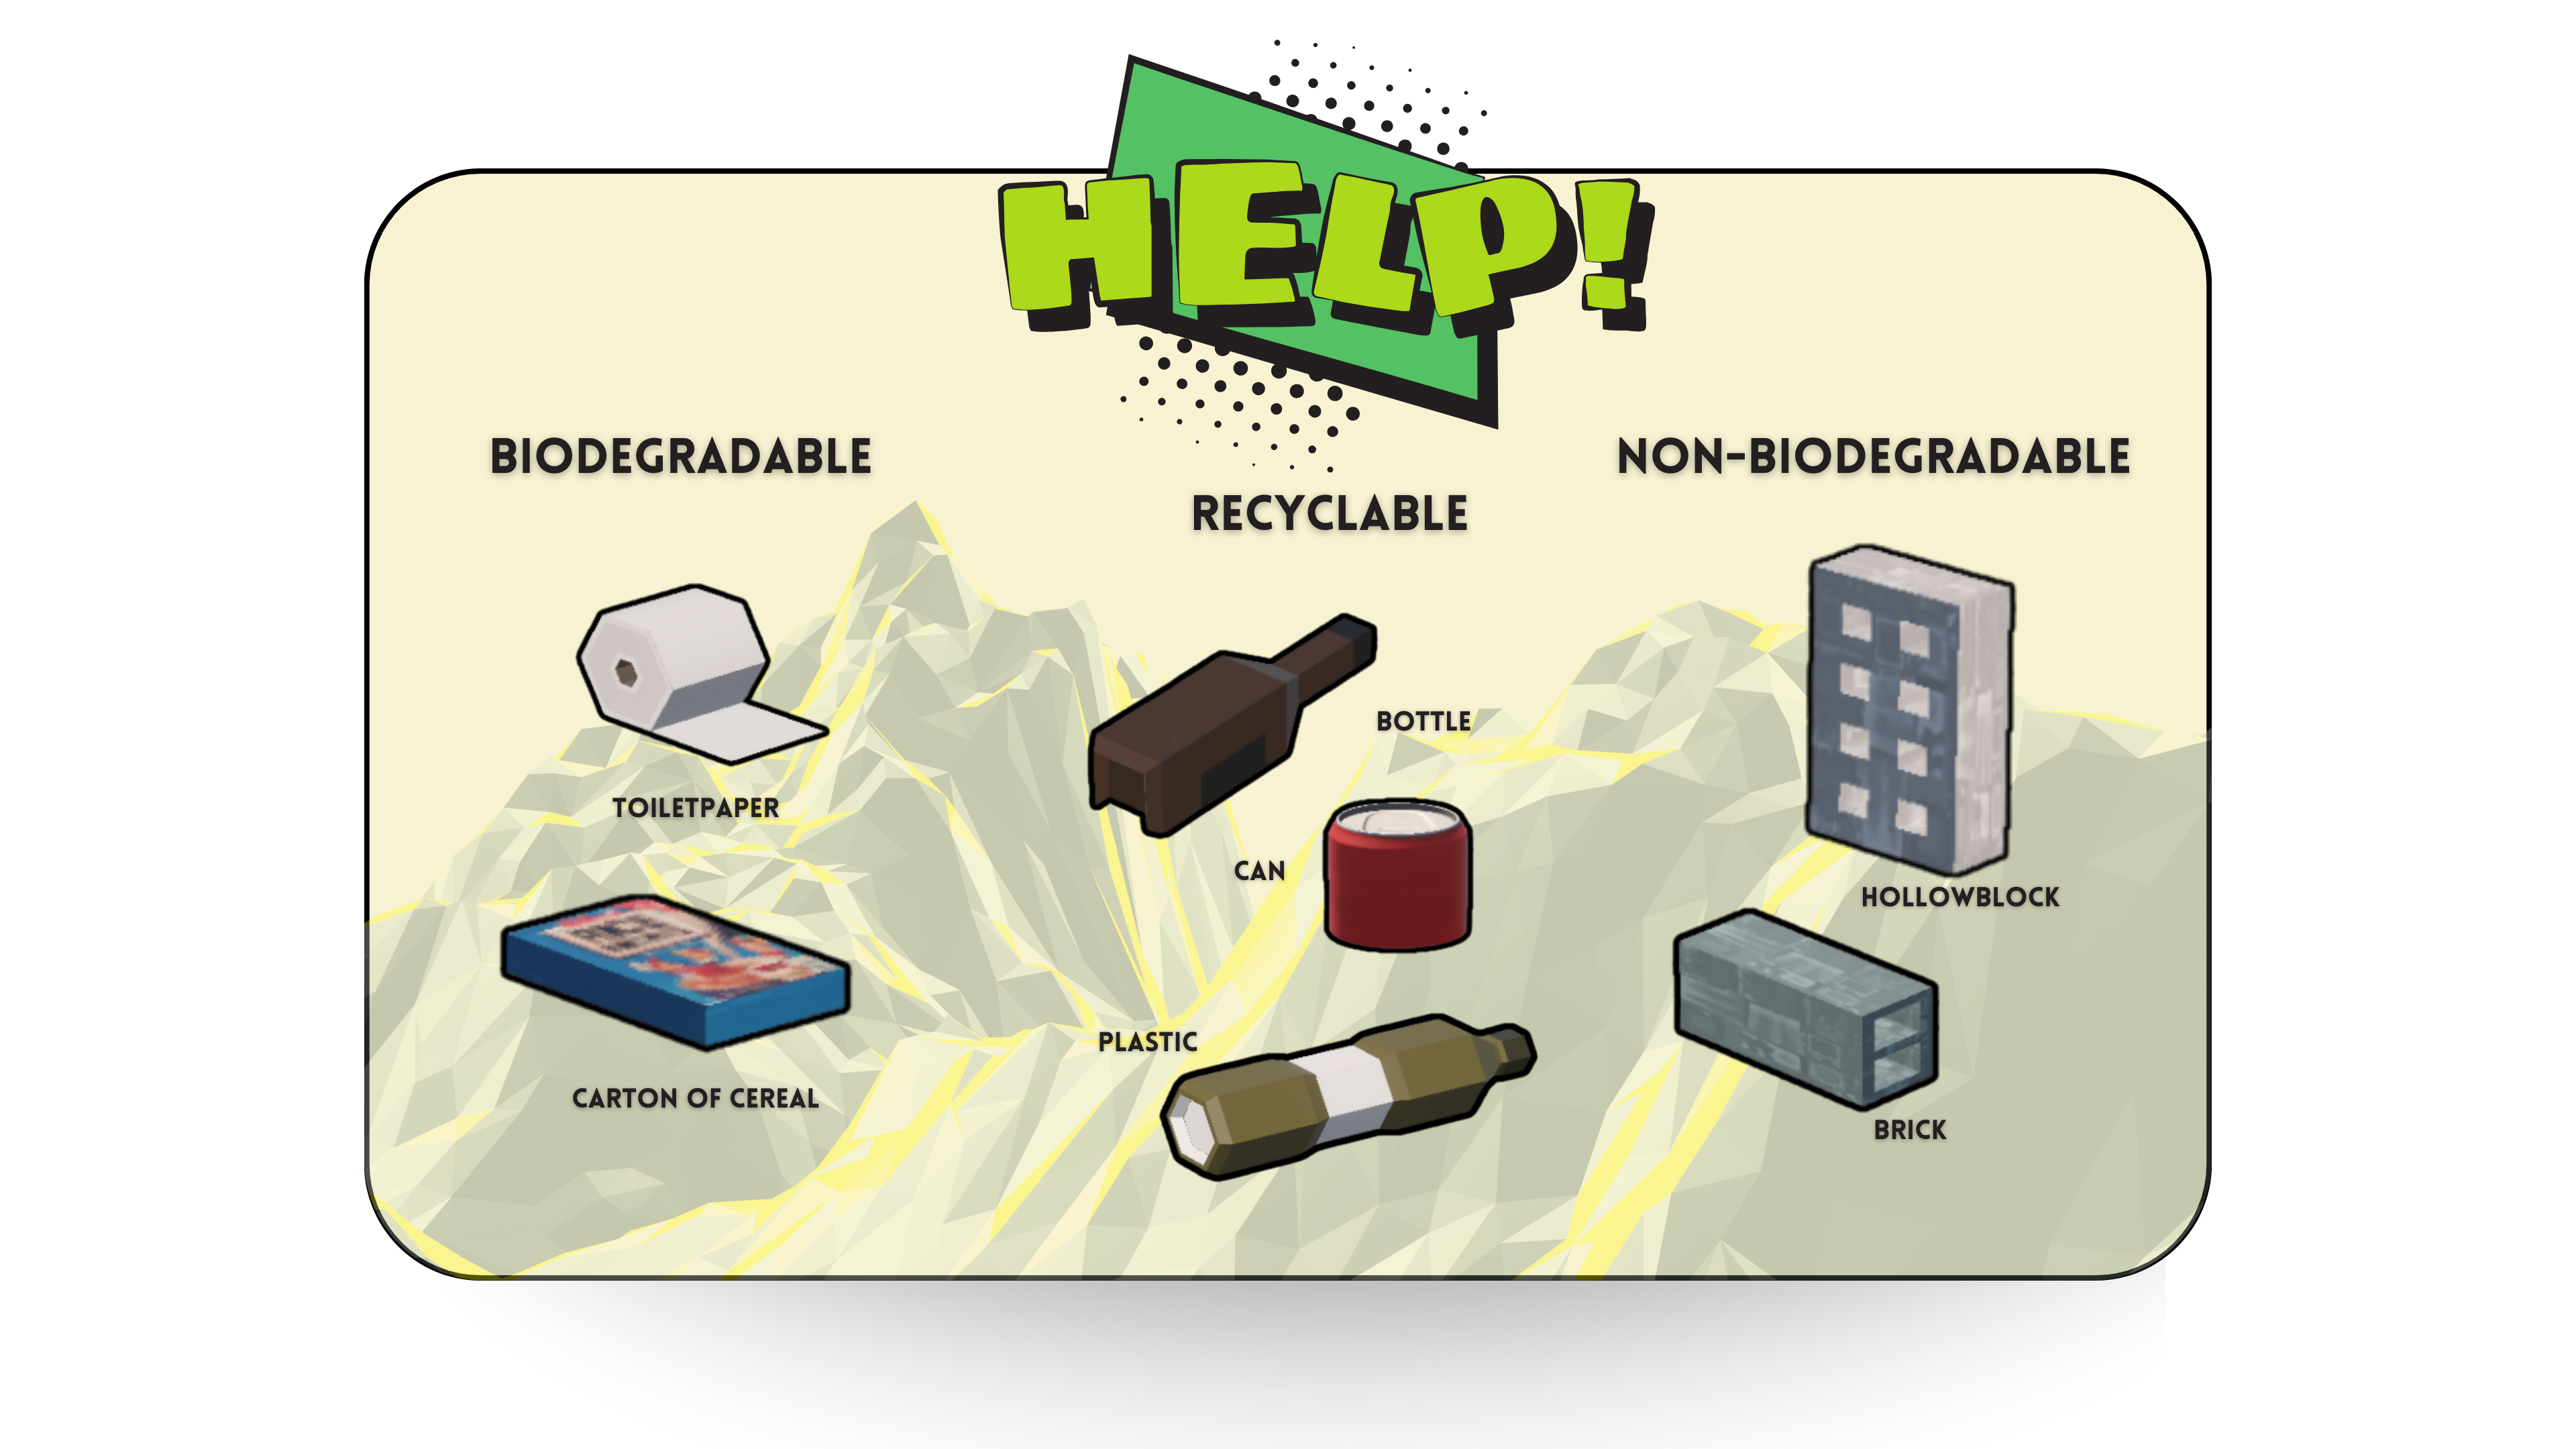 HELP!
BIODEGRADABLE
NON-BIODEGRADABLE
RECYCLABLE
BOTTLE
TOILETPAPER
CAN
HOLLOWBLOCK
PLASTIC
CARTON OF CEREAL
BRICK